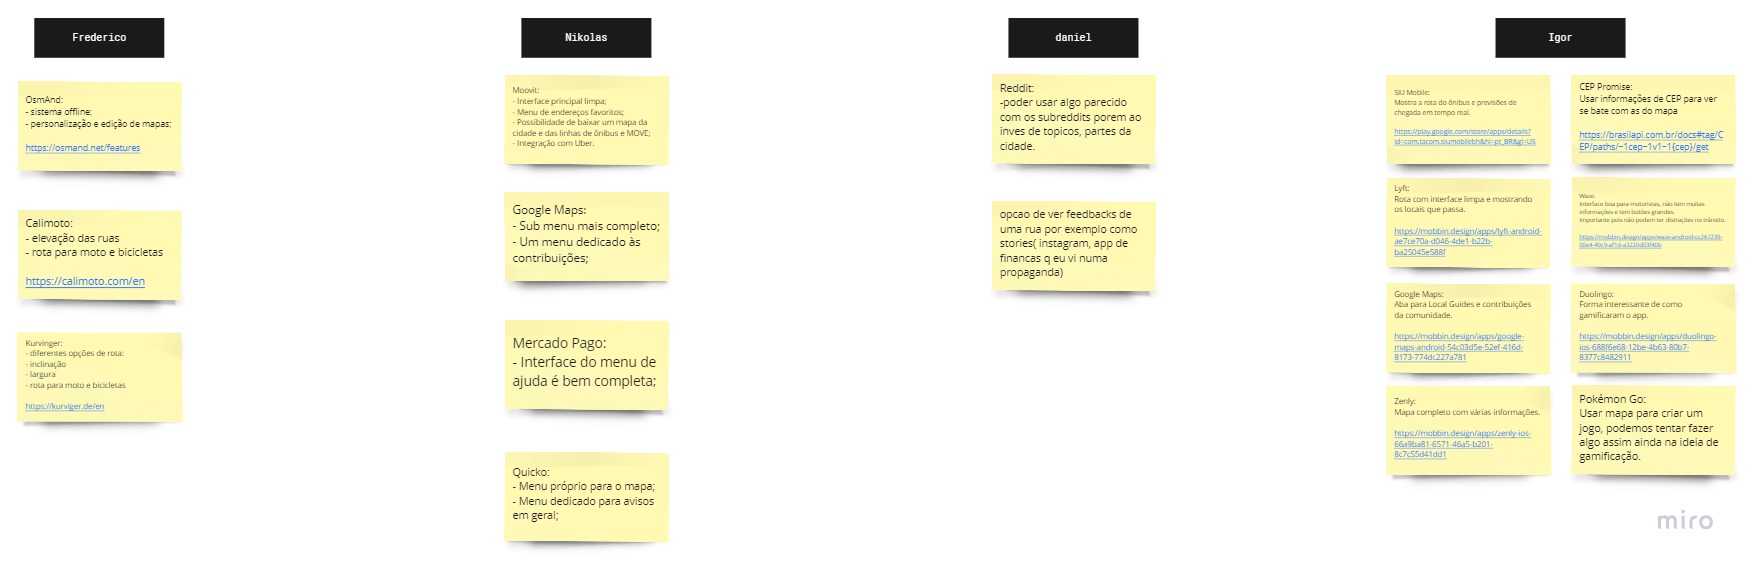 Frederico
OsmAnd:
- sistema offline;
- personalização e edição de mapas;
https://osmand.net/features
Calimoto:
- elevação das ruas
- rota para moto e bicicletas
https://calimoto.com/en
Kurvinger:
- diferentes opções de rota:
- inclinação
- largura
- rota para moto e bicicletas
https://kurviger.de/en
Nikolas
Moovit:
- Interface principal limpa;
- Menu de endereços favoritos;
- Possibilidade de baixar um mapa da
cidade e das linhas de ônibus e MOVE;
- Integração com Uber.
Google Maps:
- Sub menu mais completo;
- Um menu dedicado às
contribuições;
Mercado Pago:
- Interface do menu de
ajuda é bem completa;
Quicko:
- Menu próprio para o mapa;
- Menu dedicado para avisos
em geral;
daniel
Reddit:
-poder usar algo parecido
com os subreddits porem ao
inves de topicos, partes da
cidade.
opcao de ver feedbacks de
uma rua por exemplo como
stories( instagram, app de
financas q eu vi numa
propaganda)
Igor
SIU Mobile:
Mostra a rota do ônibus e previsões de
chegada em tempo real.
https://play.google.com/store/apps/details?
id=com.tacom.siumobilebh&hl=pt_BR&gl=US
CEP Promise:
Usar informações de CEP para ver
se bate com as do mapa
https://brasilapi.com.br/docs#tag/C
EP/paths/~1cep~1v1~1{cep}/get
Lyft:
Rota com interface limpa e mostrando
os locais que passa.
https://mobbin.design/apps/lyft-android-
ae7ce70a-d046-4de1-b22b-
ba25045e588f
Waze:
Interface boa para motoristas, não tem muitas
informações e tem botões grandes.
Importante pois não podem ter distrações no trânsito.
Google Maps:
Aba para Local Guides e contribuições
da comunidade.
https://mobbin.design/apps/google-
maps-android-54c03d5e-52ef-416d-
8173-774dc227a781
Duolingo:
Forma interessante de como
gamificaram o app.
https://mobbin.design/apps/duolingo-
ios-688f6e68-12be-4b63-80b7-
8377c8482911
Zenly:
Mapa completo com várias informações.
https://mobbin.design/apps/zenly-ios-
66a9ba81-6571-46a5-b201-
8c7c55d41dd1
Pokémon Go:
Usar mapa para criar um
jogo, podemos tentar fazer
algo assim ainda na ideia de
gamificação.
miro